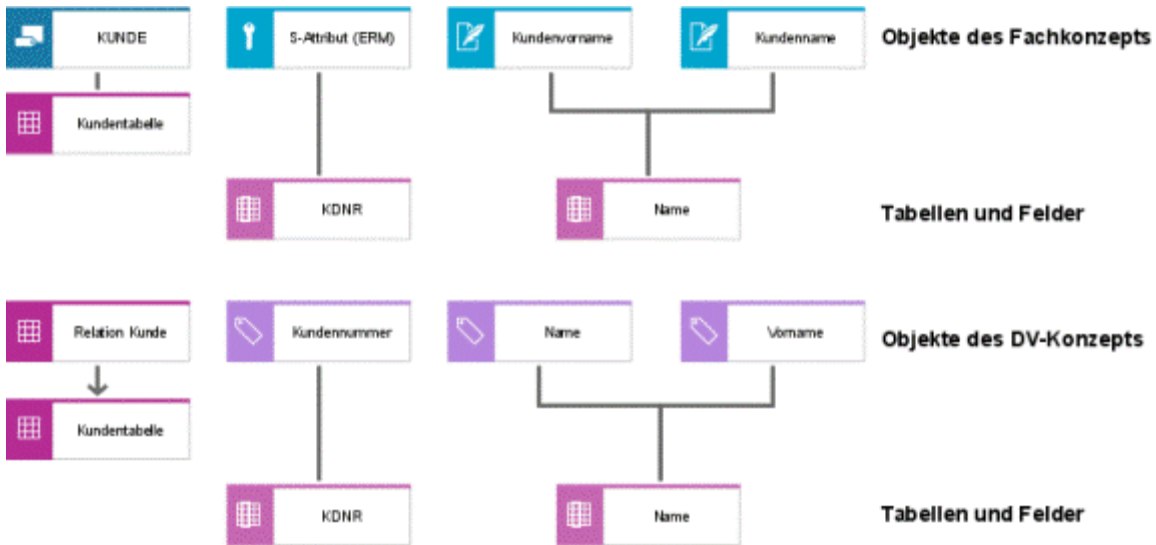 KUNDE
S-Attribut (ERM)
Kundenvorname
Kundenname
Objekte des Fachkonzepts
Kundentabelle
KDNR
Name
Tabellen und Felder
Relation Kunde
Kundennummer
Name
Vorname
Objekte des DV-Konzepts
Kundentabelle
KDNR
Name
Tabellen und Felder